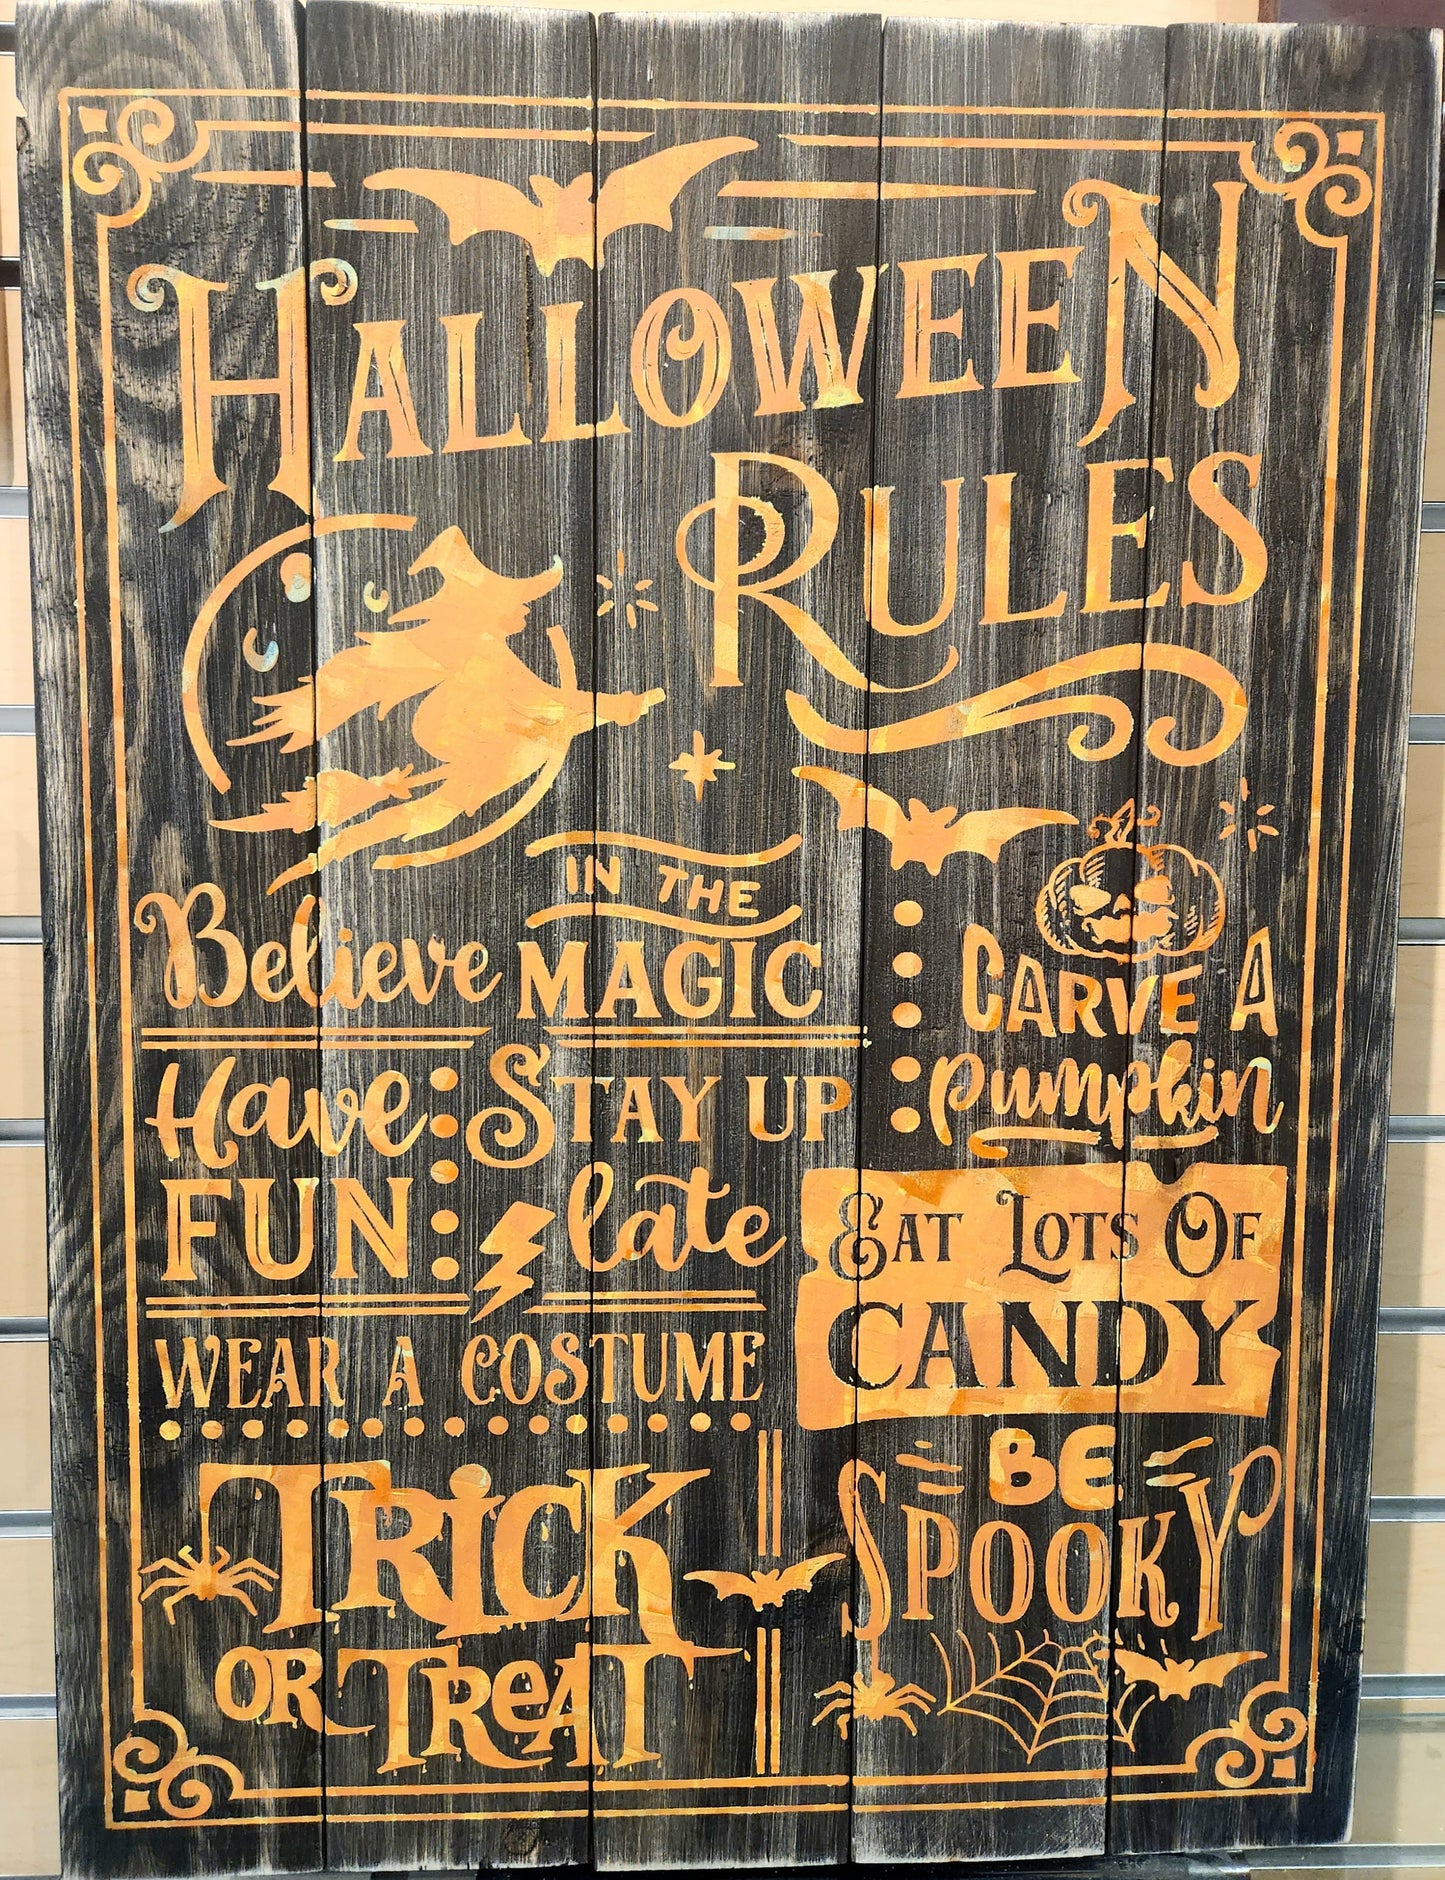 HALLOWEEN
RULES
Believe
IN THE
MAGIC
CARVE A
Pumpkin
Have
FUN
STAY UP
late
EAT LOTS OF
CANDY
WEAR A COSTUME
TRICK
OR TREAT
BE
SPOOKY